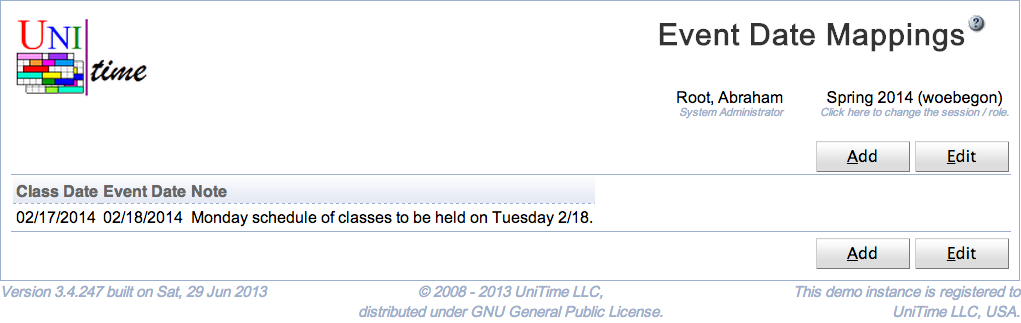 UNI
time
Event Date Mappings
?
Root, Abraham
System Administrator
Spring 2014 (woebegon)
Click here to change the session / role.
Add
Edit
Class Date Event Date Note
02/17/2014 02/18/2014 Monday schedule of classes to be held on Tuesday 2/18.
Add
Edit
Version 3.4.247 built on Sat, 29 Jun 2013
© 2008 - 2013 UniTime LLC,
distributed under GNU General Public License.
This demo instance is registered to
UniTime LLC, USA.